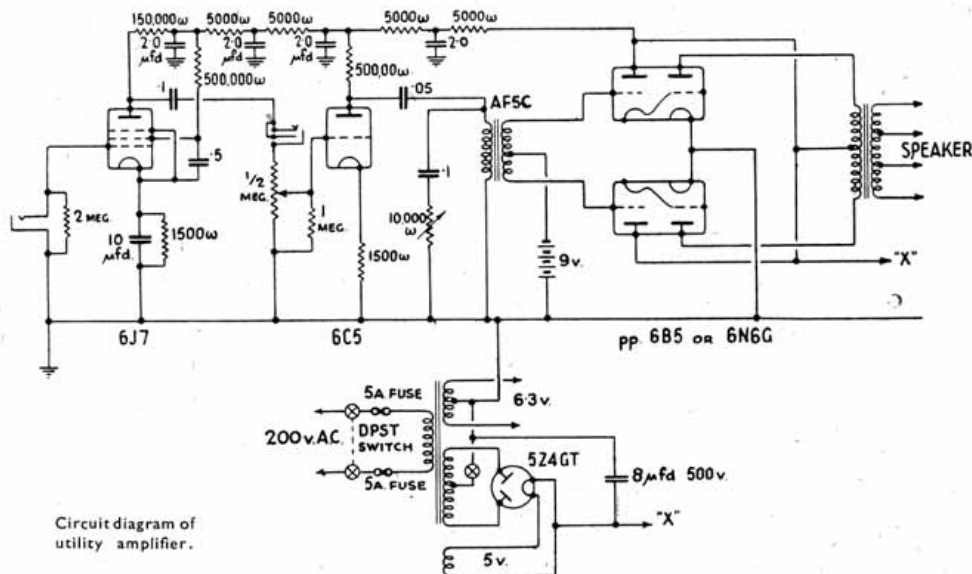 150,000ω 5000ω 5000ω 5000ω 5000ω
2·0 μfd 2·0 μfd 2·0 μfd 2·0
500,000ω
500,00ω
·1
·05
AF5C
·5
½ MEG.
1 MEG.
·1
10,000 ω
2 MEG.
10 μfd.
1500ω
1500ω
9v.
SPEAKER
"X"
6J7
6C5
PP. 6B5 OR 6N6G
5A. FUSE
6·3v.
200v. A.C.
DPST SWITCH
5Z4GT
5A. FUSE
8μfd 500v.
"X"
5v.
Circuit diagram of
utility amplifier.